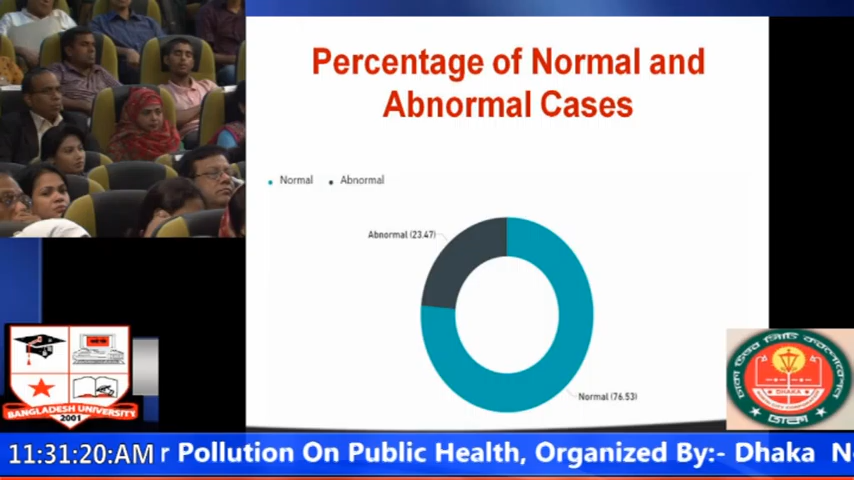 Percentage of Normal and
Abnormal Cases
Normal
Abnormal
Abnormal (23.47)
Normal (76.53)
BANGLADESH UNIVERSITY
2001
DHAKA
ঢাকা
11:31:20:AM
r Pollution On Public Health, Organized By:- Dhaka N